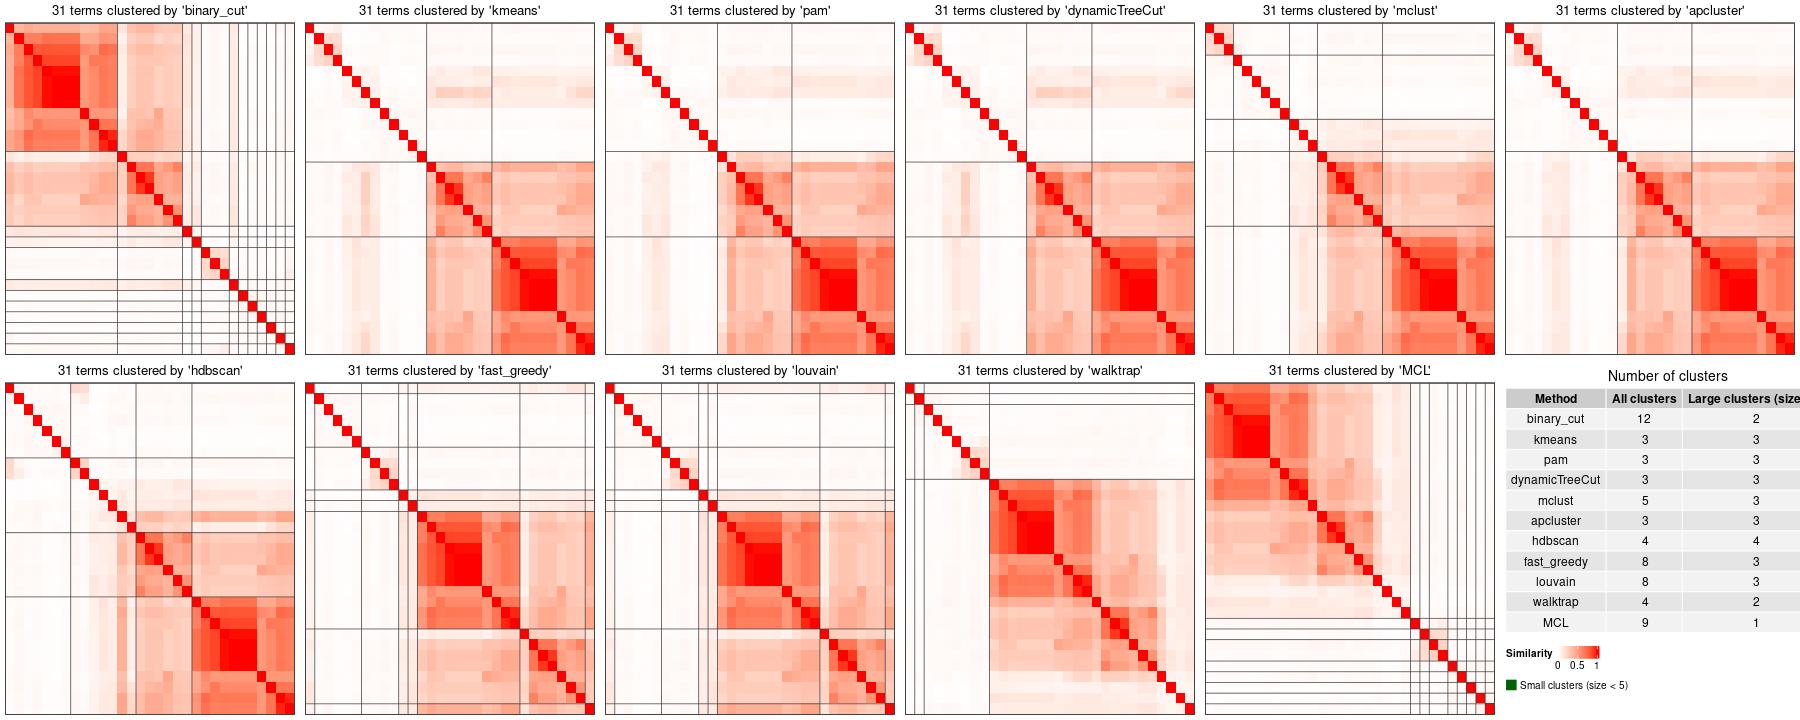 31 terms clustered by 'binary_cut'
31 terms clustered by 'kmeans'
31 terms clustered by 'pam'
31 terms clustered by 'dynamicTreeCut'
31 terms clustered by 'mclust'
31 terms clustered by 'apcluster'
31 terms clustered by 'hdbscan'
31 terms clustered by 'fast_greedy'
31 terms clustered by 'louvain'
31 terms clustered by 'walktrap'
31 terms clustered by 'MCL'
Number of clusters
Method All clusters Large clusters (size
binary_cut 12 2
kmeans 3 3
pam 3 3
dynamicTreeCut 3 3
mclust 5 3
apcluster 3 3
hdbscan 4 4
fast_greedy 8 3
louvain 8 3
walktrap 4 2
MCL 9 1
Similarity
0 0.5 1
Small clusters (size < 5)